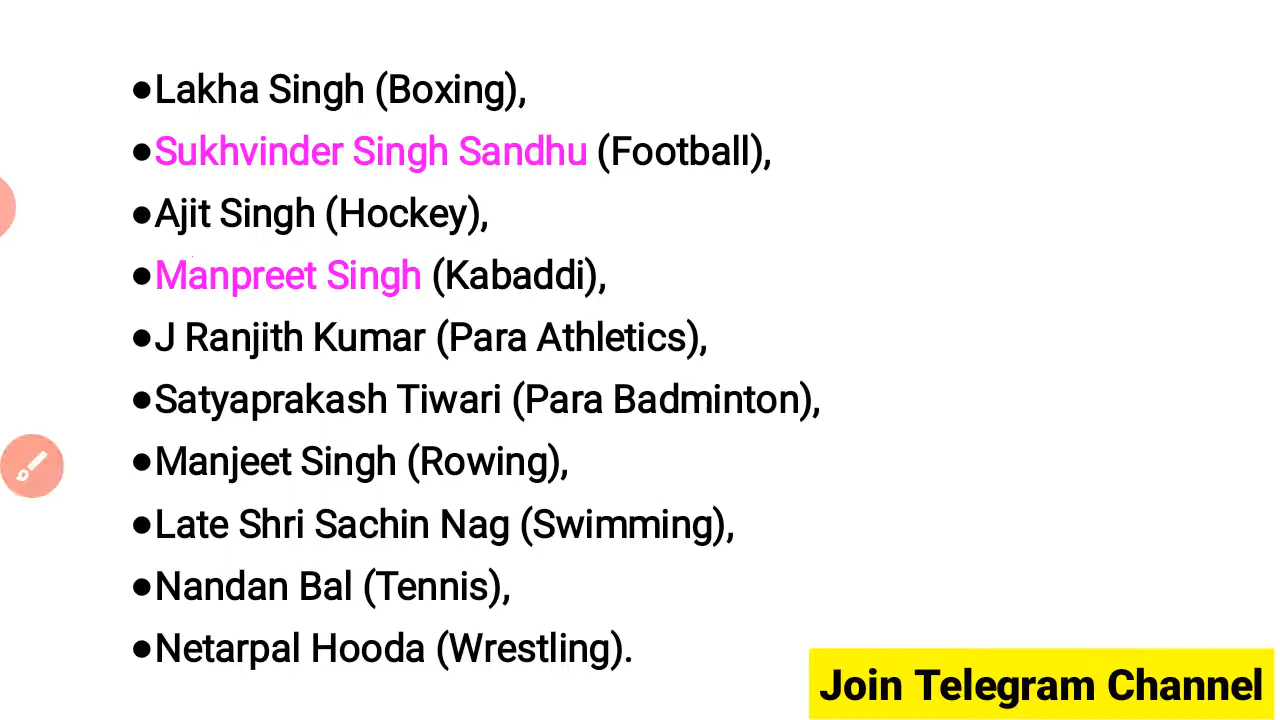 ●Lakha Singh (Boxing),
●Sukhvinder Singh Sandhu (Football),
●Ajit Singh (Hockey),
●Manpreet Singh (Kabaddi),
●J Ranjith Kumar (Para Athletics),
●Satyaprakash Tiwari (Para Badminton),
●Manjeet Singh (Rowing),
●Late Shri Sachin Nag (Swimming),
●Nandan Bal (Tennis),
●Netarpal Hooda (Wrestling).
Join Telegram Channel